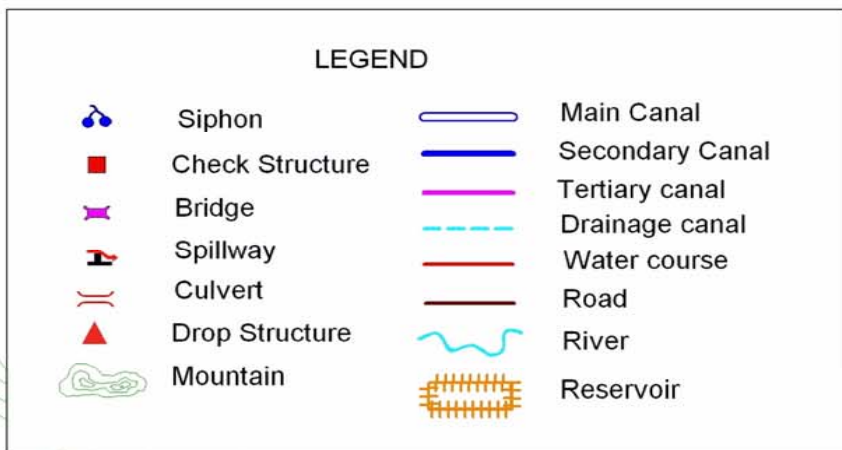 LEGEND
Siphon
Check Structure
Bridge
Spillway
Culvert
Drop Structure
Mountain
Main Canal
Secondary Canal
Tertiary canal
Drainage canal
Water course
Road
River
Reservoir